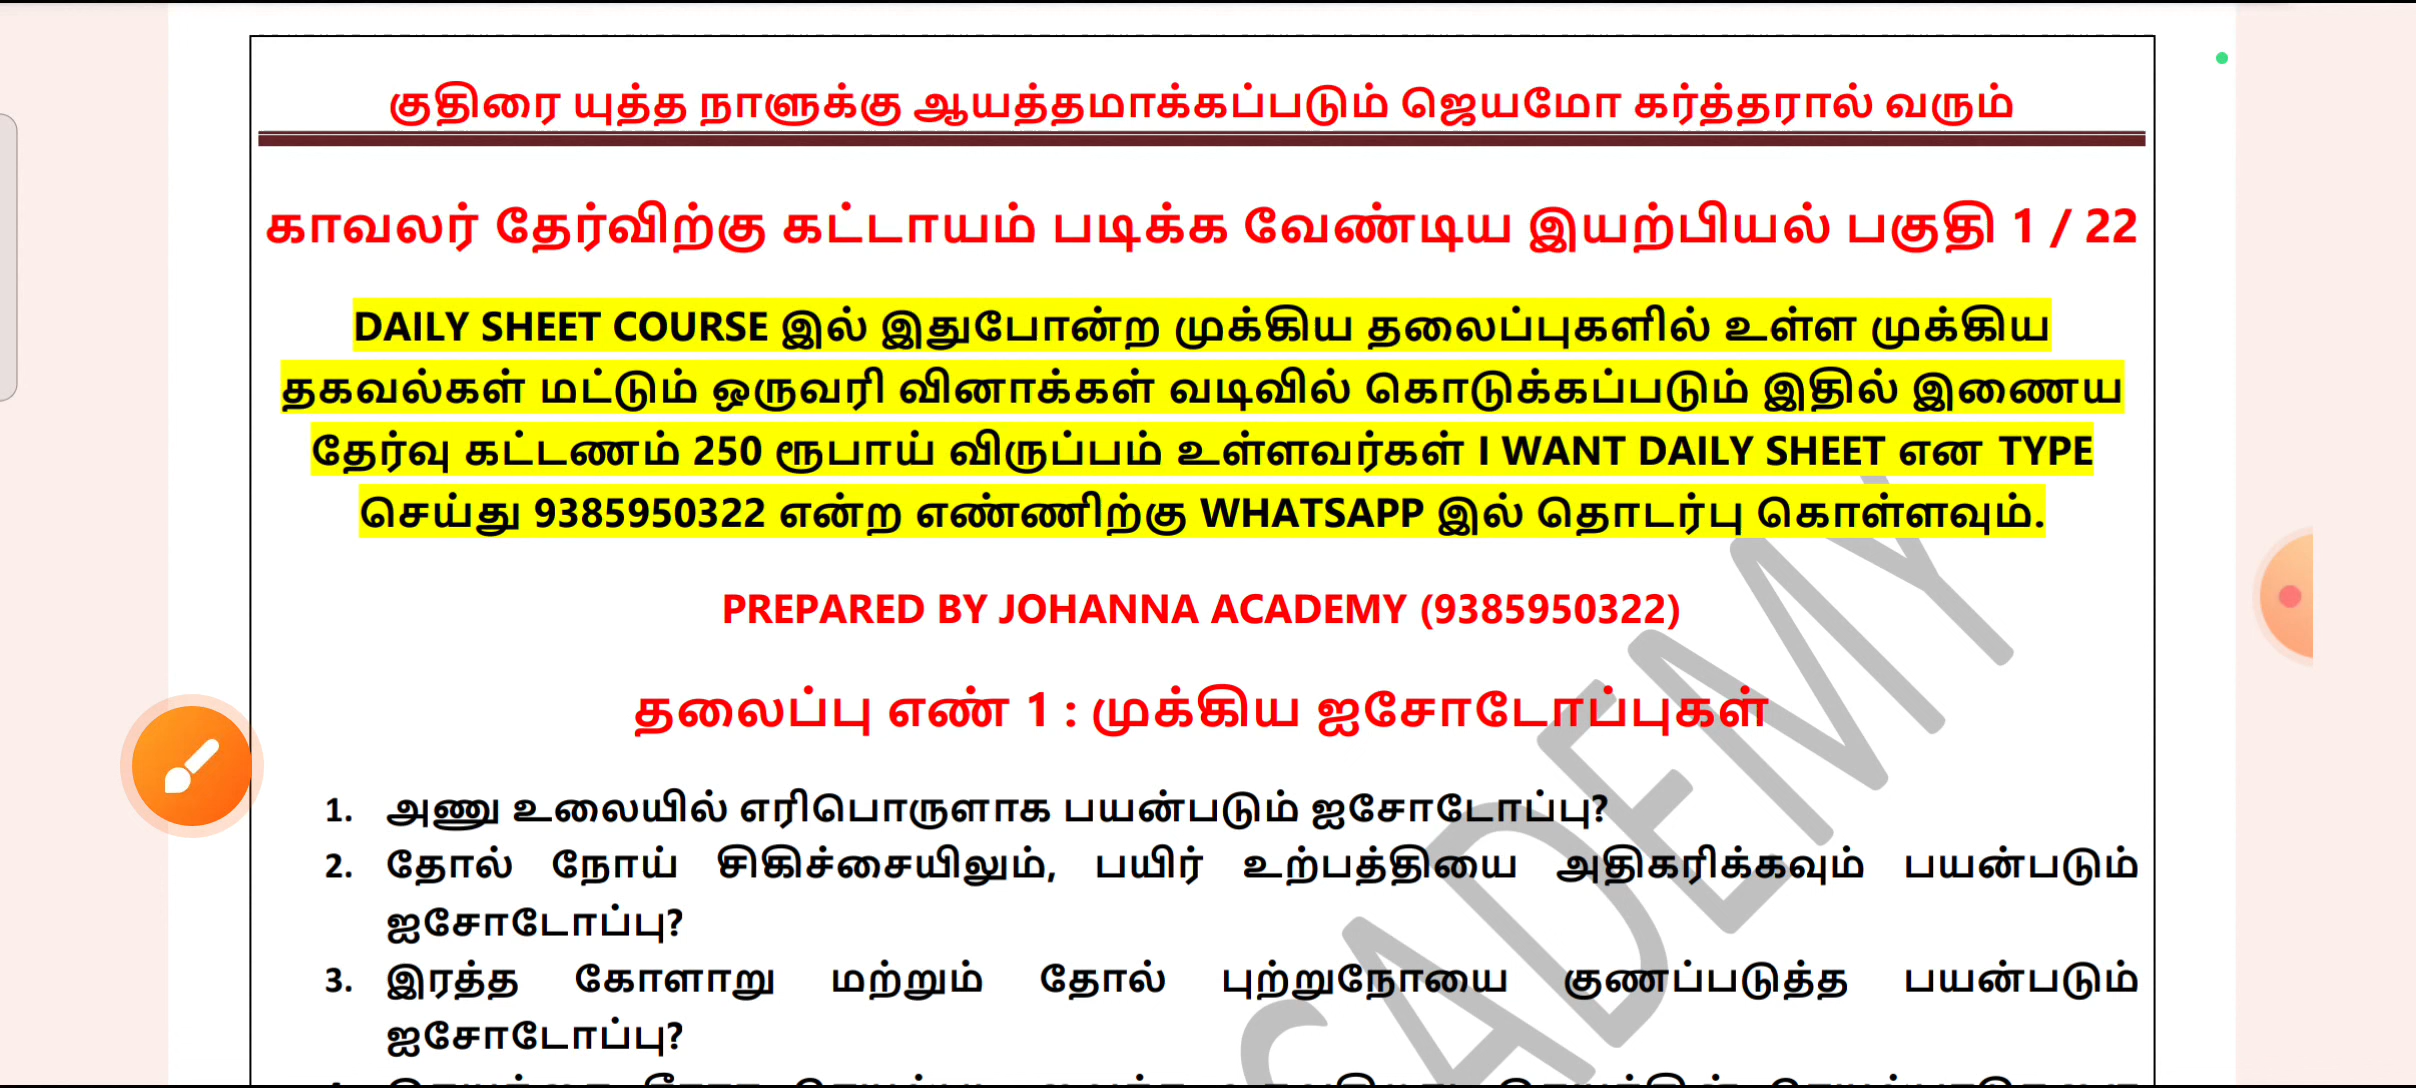 குதிரை யுத்த நாளுக்கு ஆயத்தமாக்கப்படும் ஜெயமோ கர்த்தரால் வரும்
காவலர் தேர்விற்கு கட்டாயம் படிக்க வேண்டிய இயற்பியல் பகுதி 1 / 22
DAILY SHEET COURSE இல் இதுபோன்ற முக்கிய தலைப்புகளில் உள்ள முக்கிய
தகவல்கள் மட்டும் ஒருவரி வினாக்கள் வடிவில் கொடுக்கப்படும் இதில் இணைய
தேர்வு கட்டணம் 250 ரூபாய் விருப்பம் உள்ளவர்கள் I WANT DAILY SHEET என TYPE
செய்து 9385950322 என்ற எண்ணிற்கு WHATSAPP இல் தொடர்பு கொள்ளவும்.
PREPARED BY JOHANNA ACADEMY (9385950322)
தலைப்பு எண் 1 : முக்கிய ஐசோடோப்புகள்
1. அணு உலையில் எரிபொருளாக பயன்படும் ஐசோடோப்பு?
2. தோல் நோய் சிகிச்சையிலும், பயிர் உற்பத்தியை அதிகரிக்கவும் பயன்படும்
ஐசோடோப்பு?
3. இரத்த கோளாறு மற்றும் தோல் புற்றுநோயை குணப்படுத்த பயன்படும்
ஐசோடோப்பு?
CADEMY